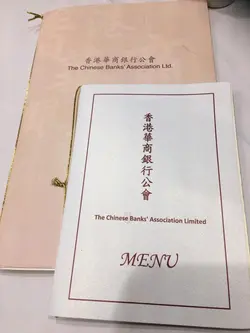 香港華商銀行公會
The Chinese Banks' Association Ltd.
香港華商銀行公會
The Chinese Banks' Association Limited
MENU